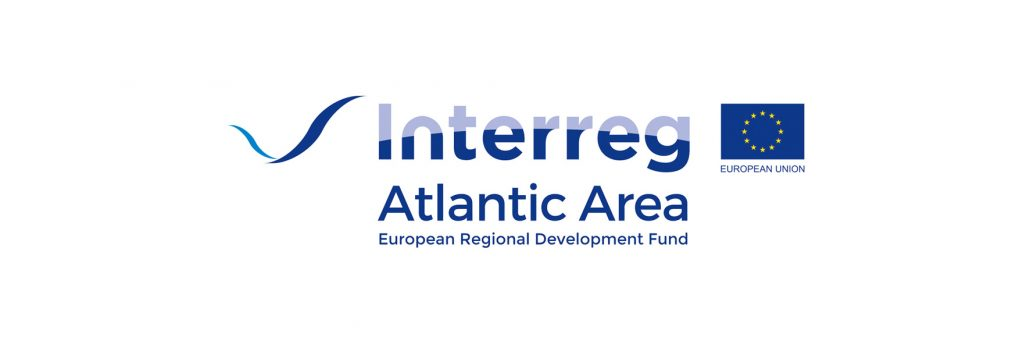 Interreg
EUROPEAN UNION
Atlantic Area
European Regional Development Fund